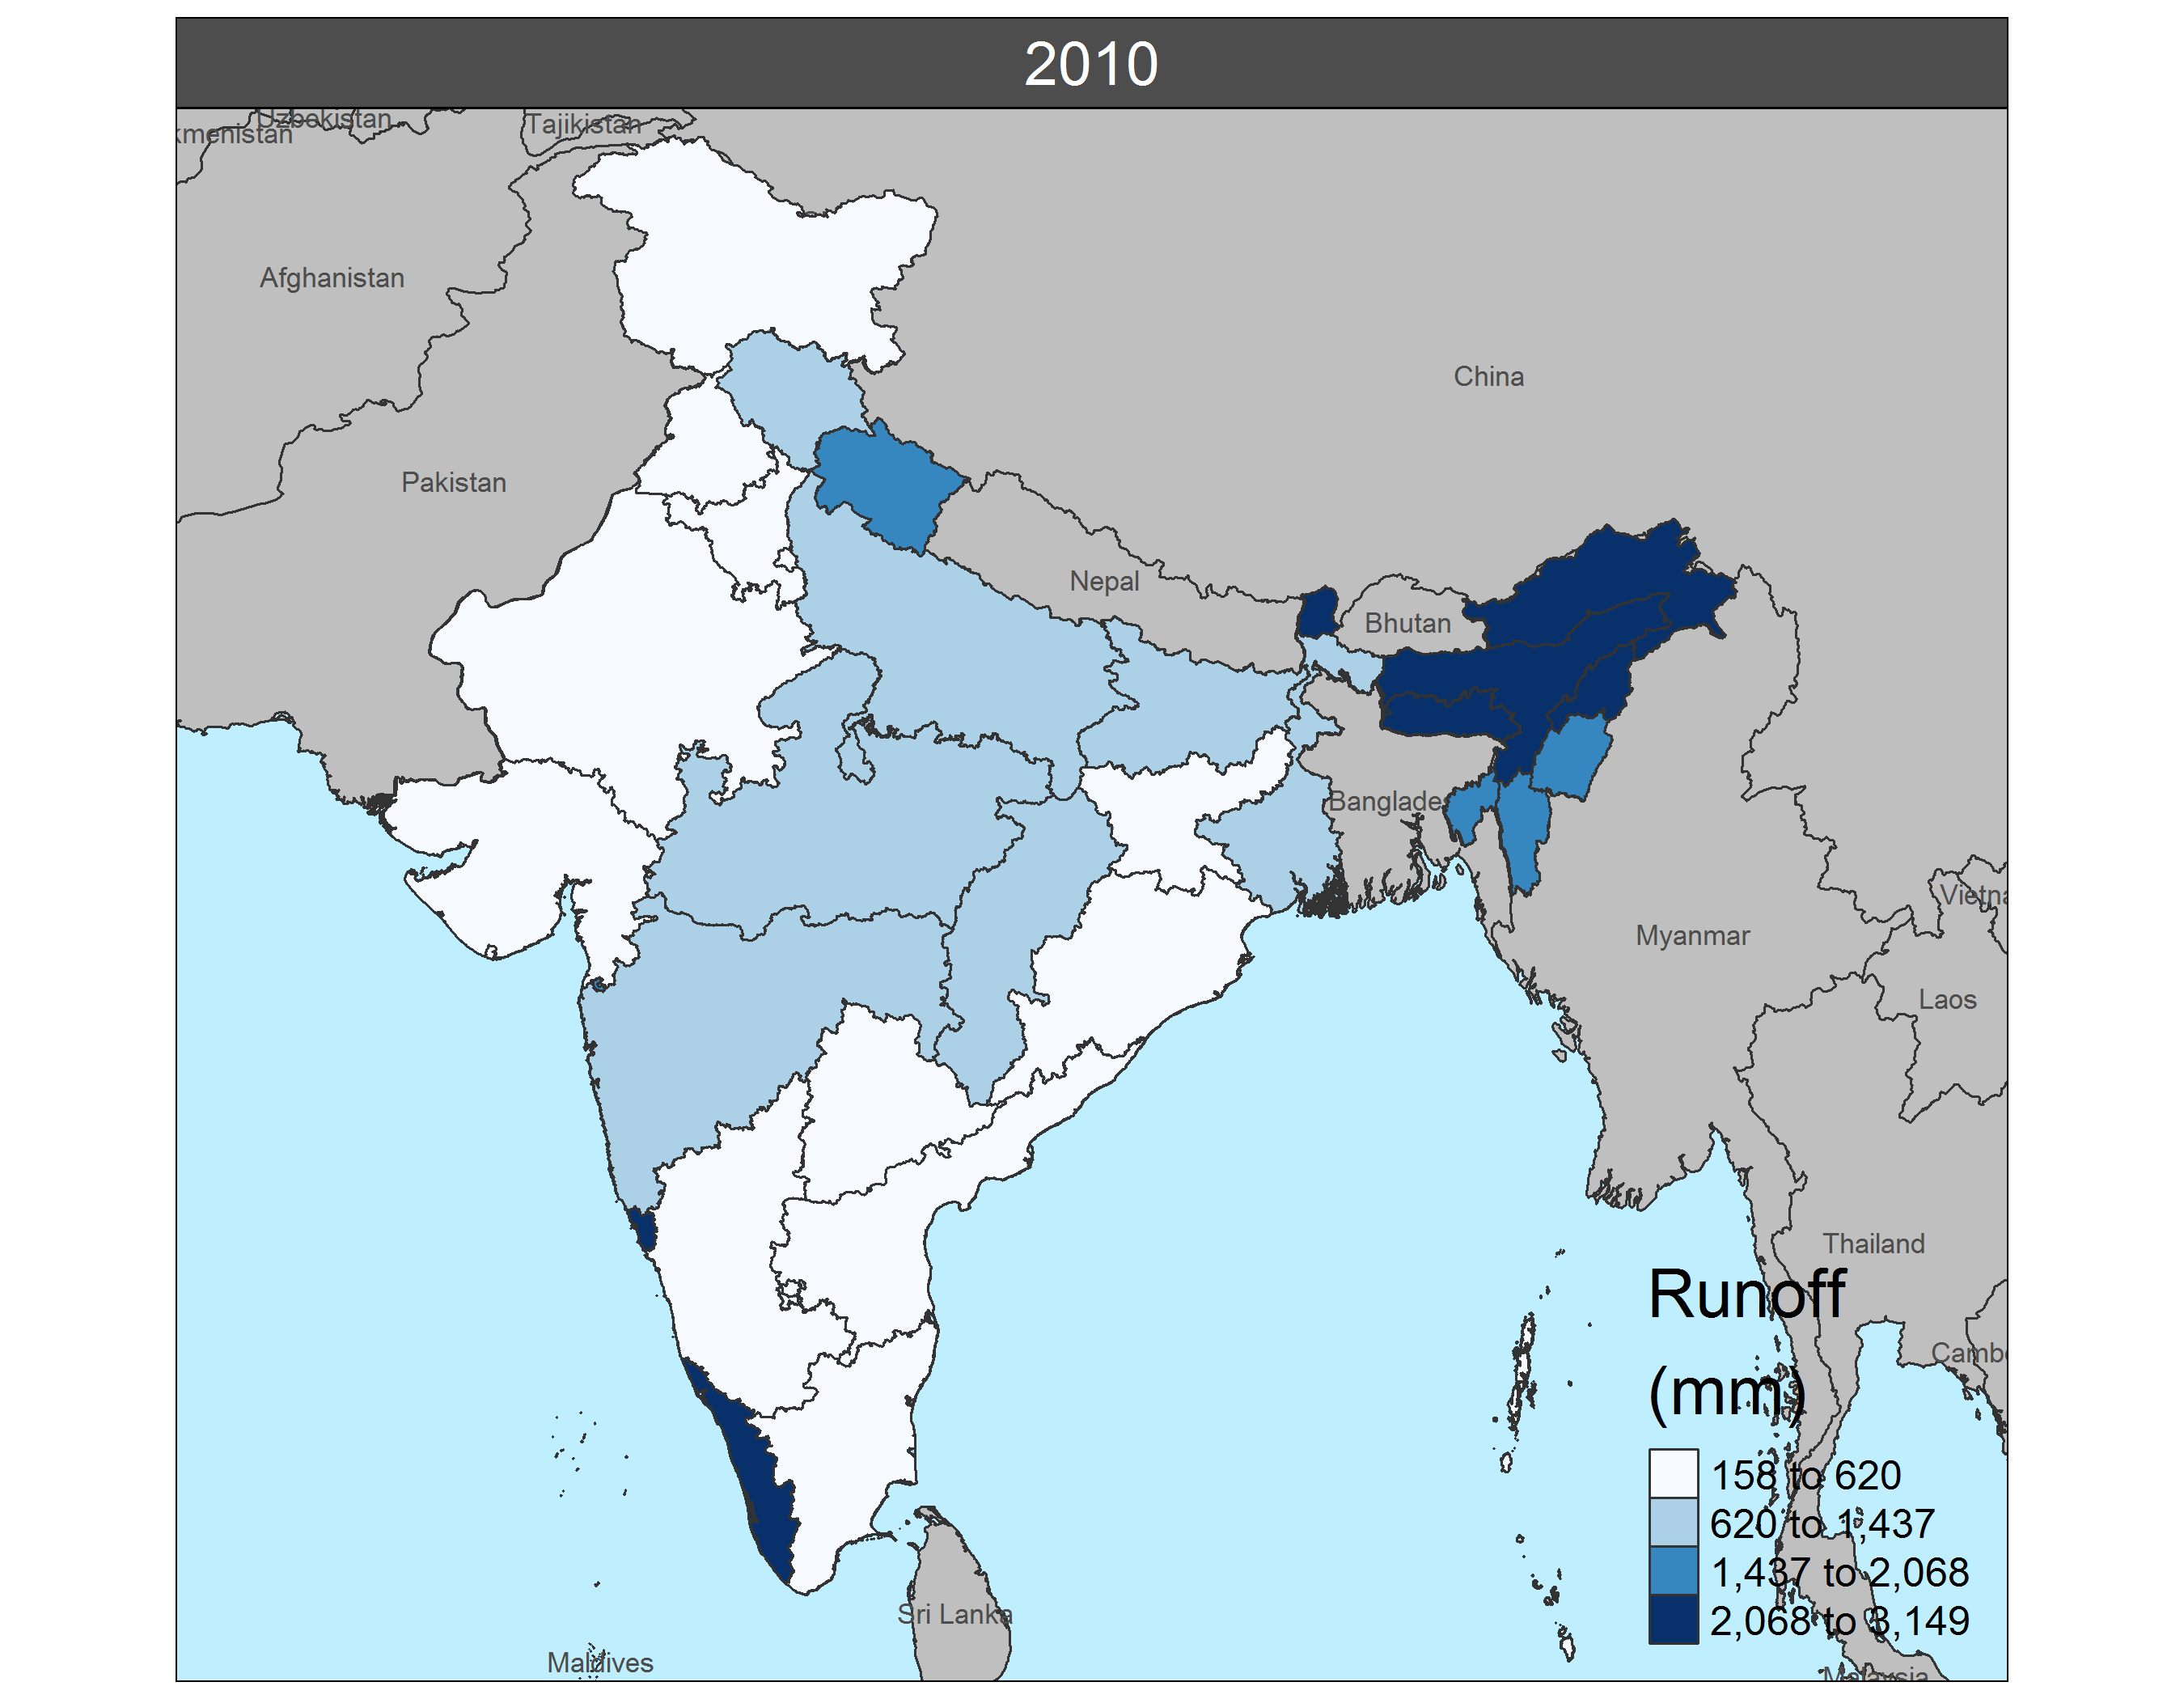 2010
Uzbekistan
kmenistan
Tajikistan
Afghanistan
China
Pakistan
Nepal
Bhutan
Banglade
Vietna
Myanmar
Laos
Thailand
Runoff
(mm)
Camb
158 to 620
620 to 1,437
1,437 to 2,068
2,068 to 3,149
Sri Lanka
Maldives
Malaysia